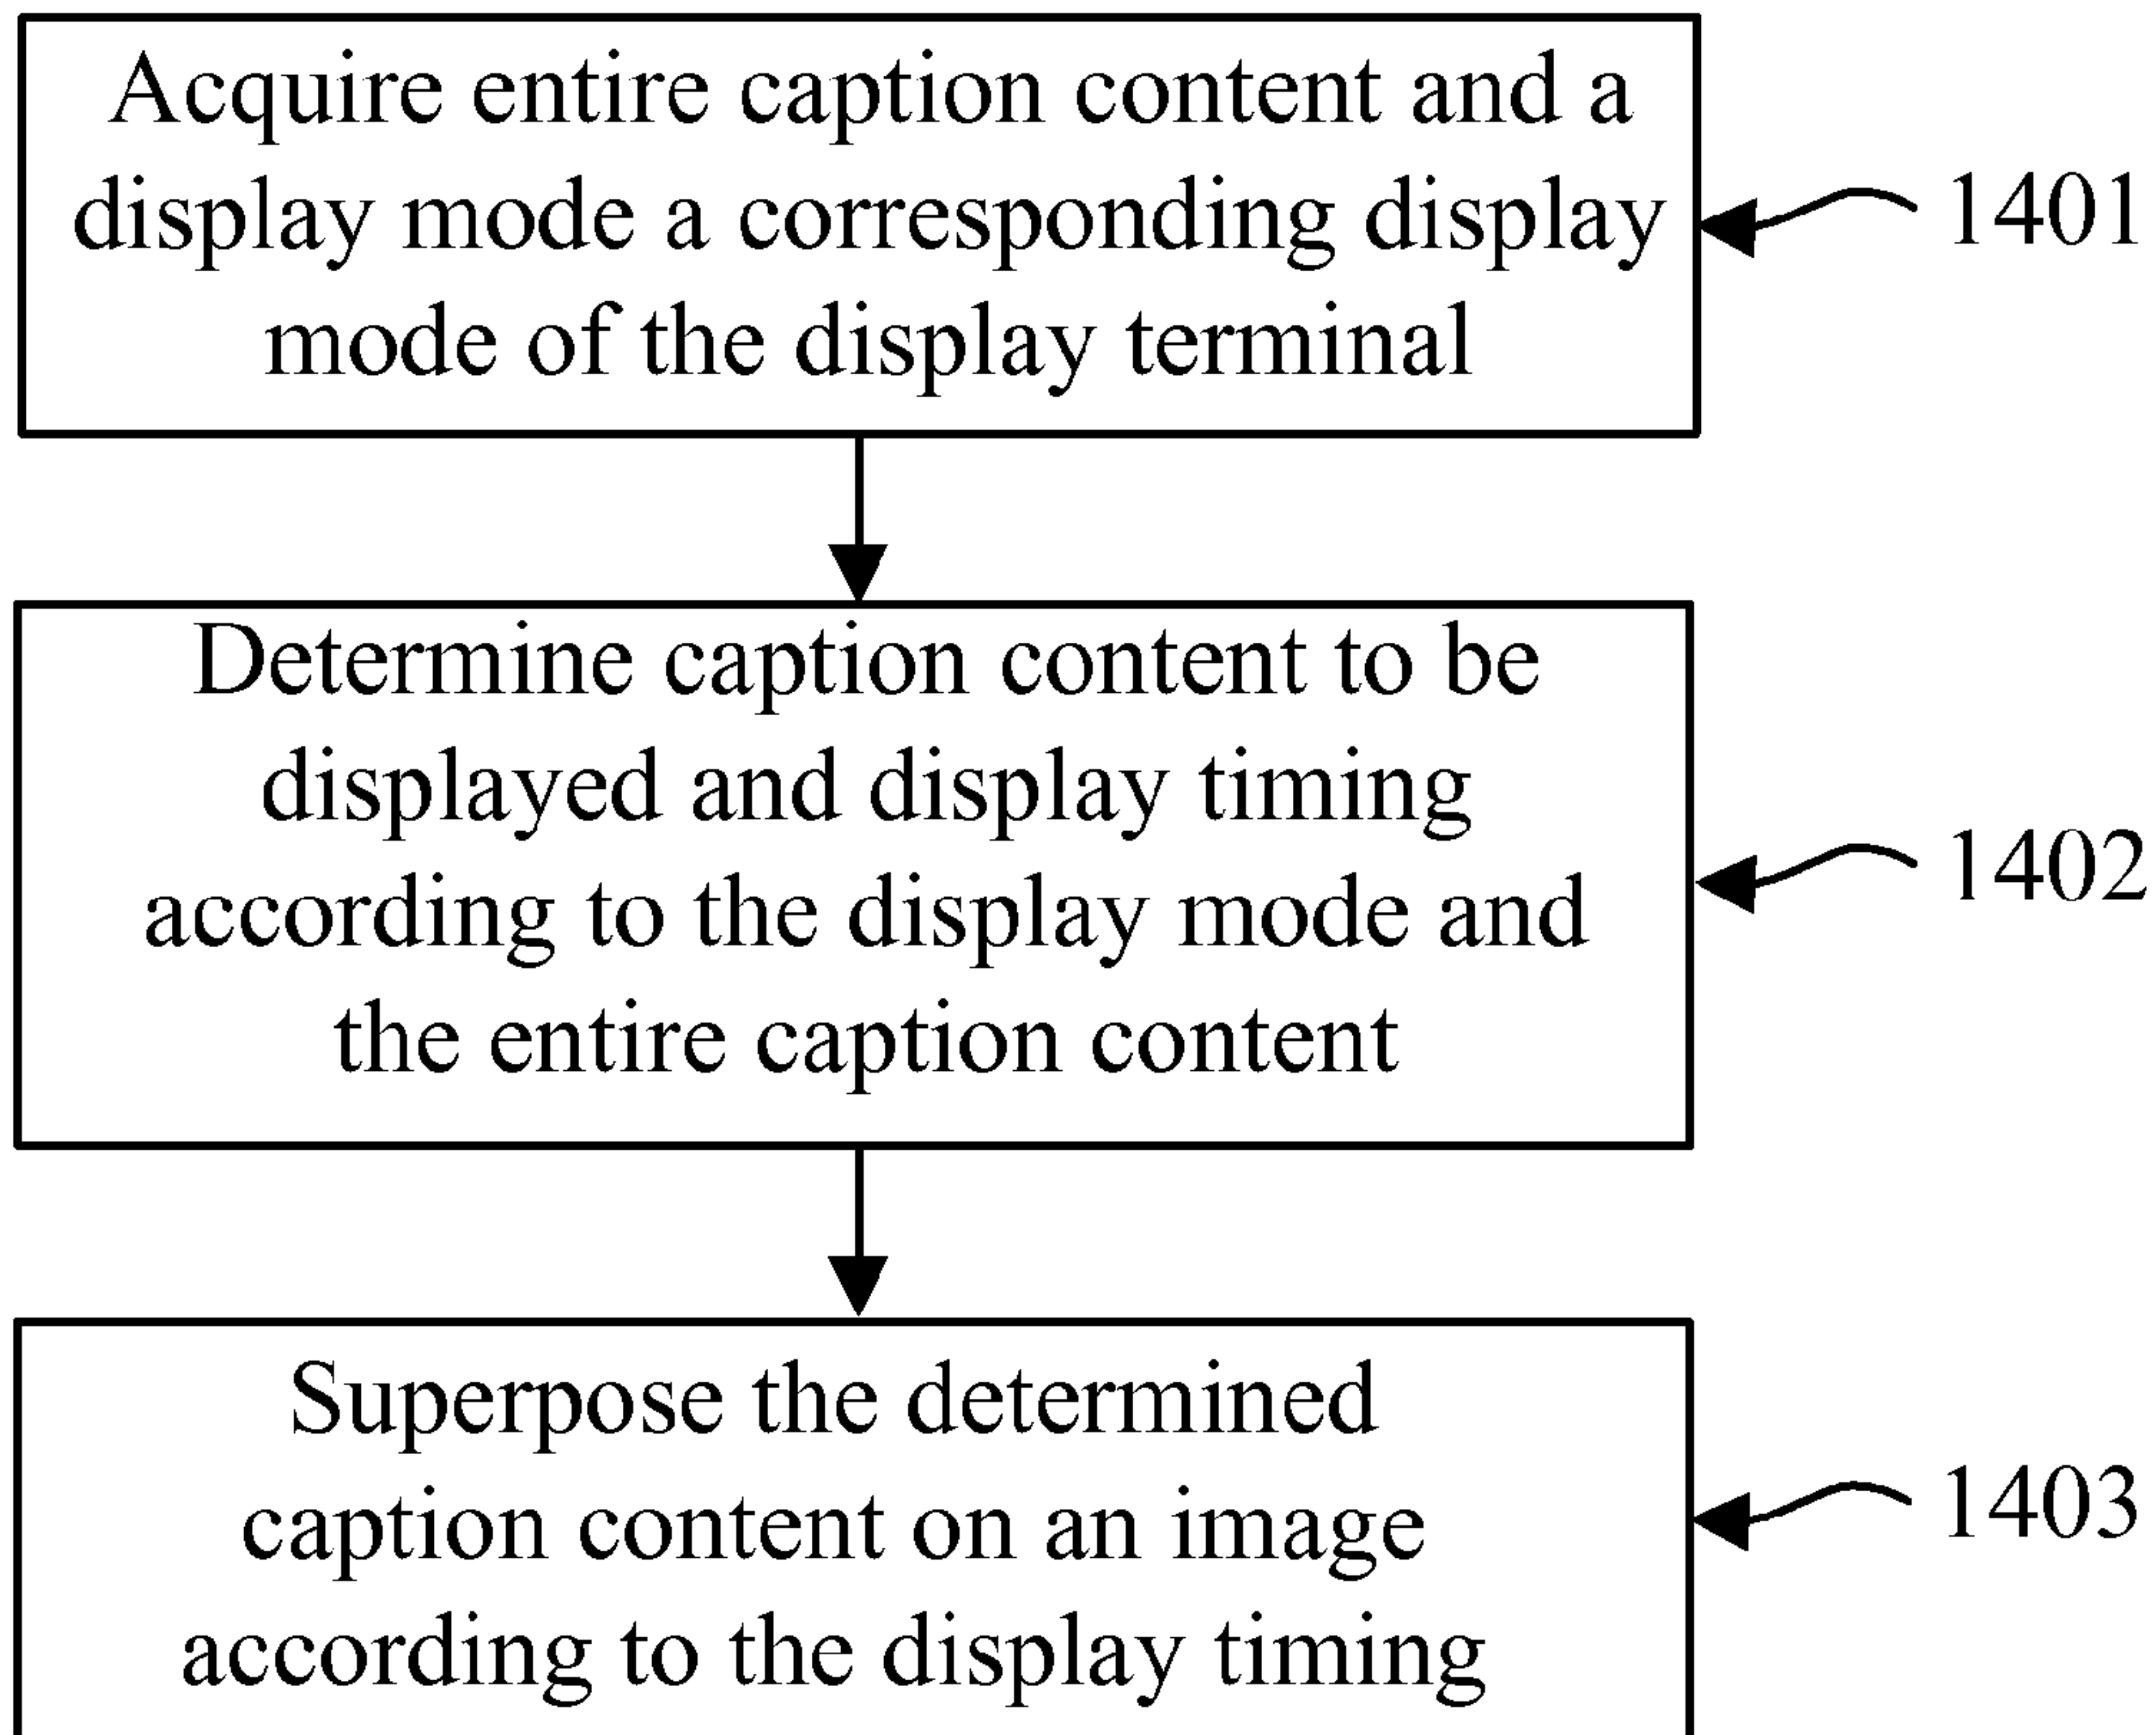 Acquire entire caption content and a
display mode a corresponding display
mode of the display terminal
1401
Determine caption content to be
displayed and display timing
according to the display mode and
the entire caption content
1402
Superpose the determined
caption content on an image
according to the display timing
1403